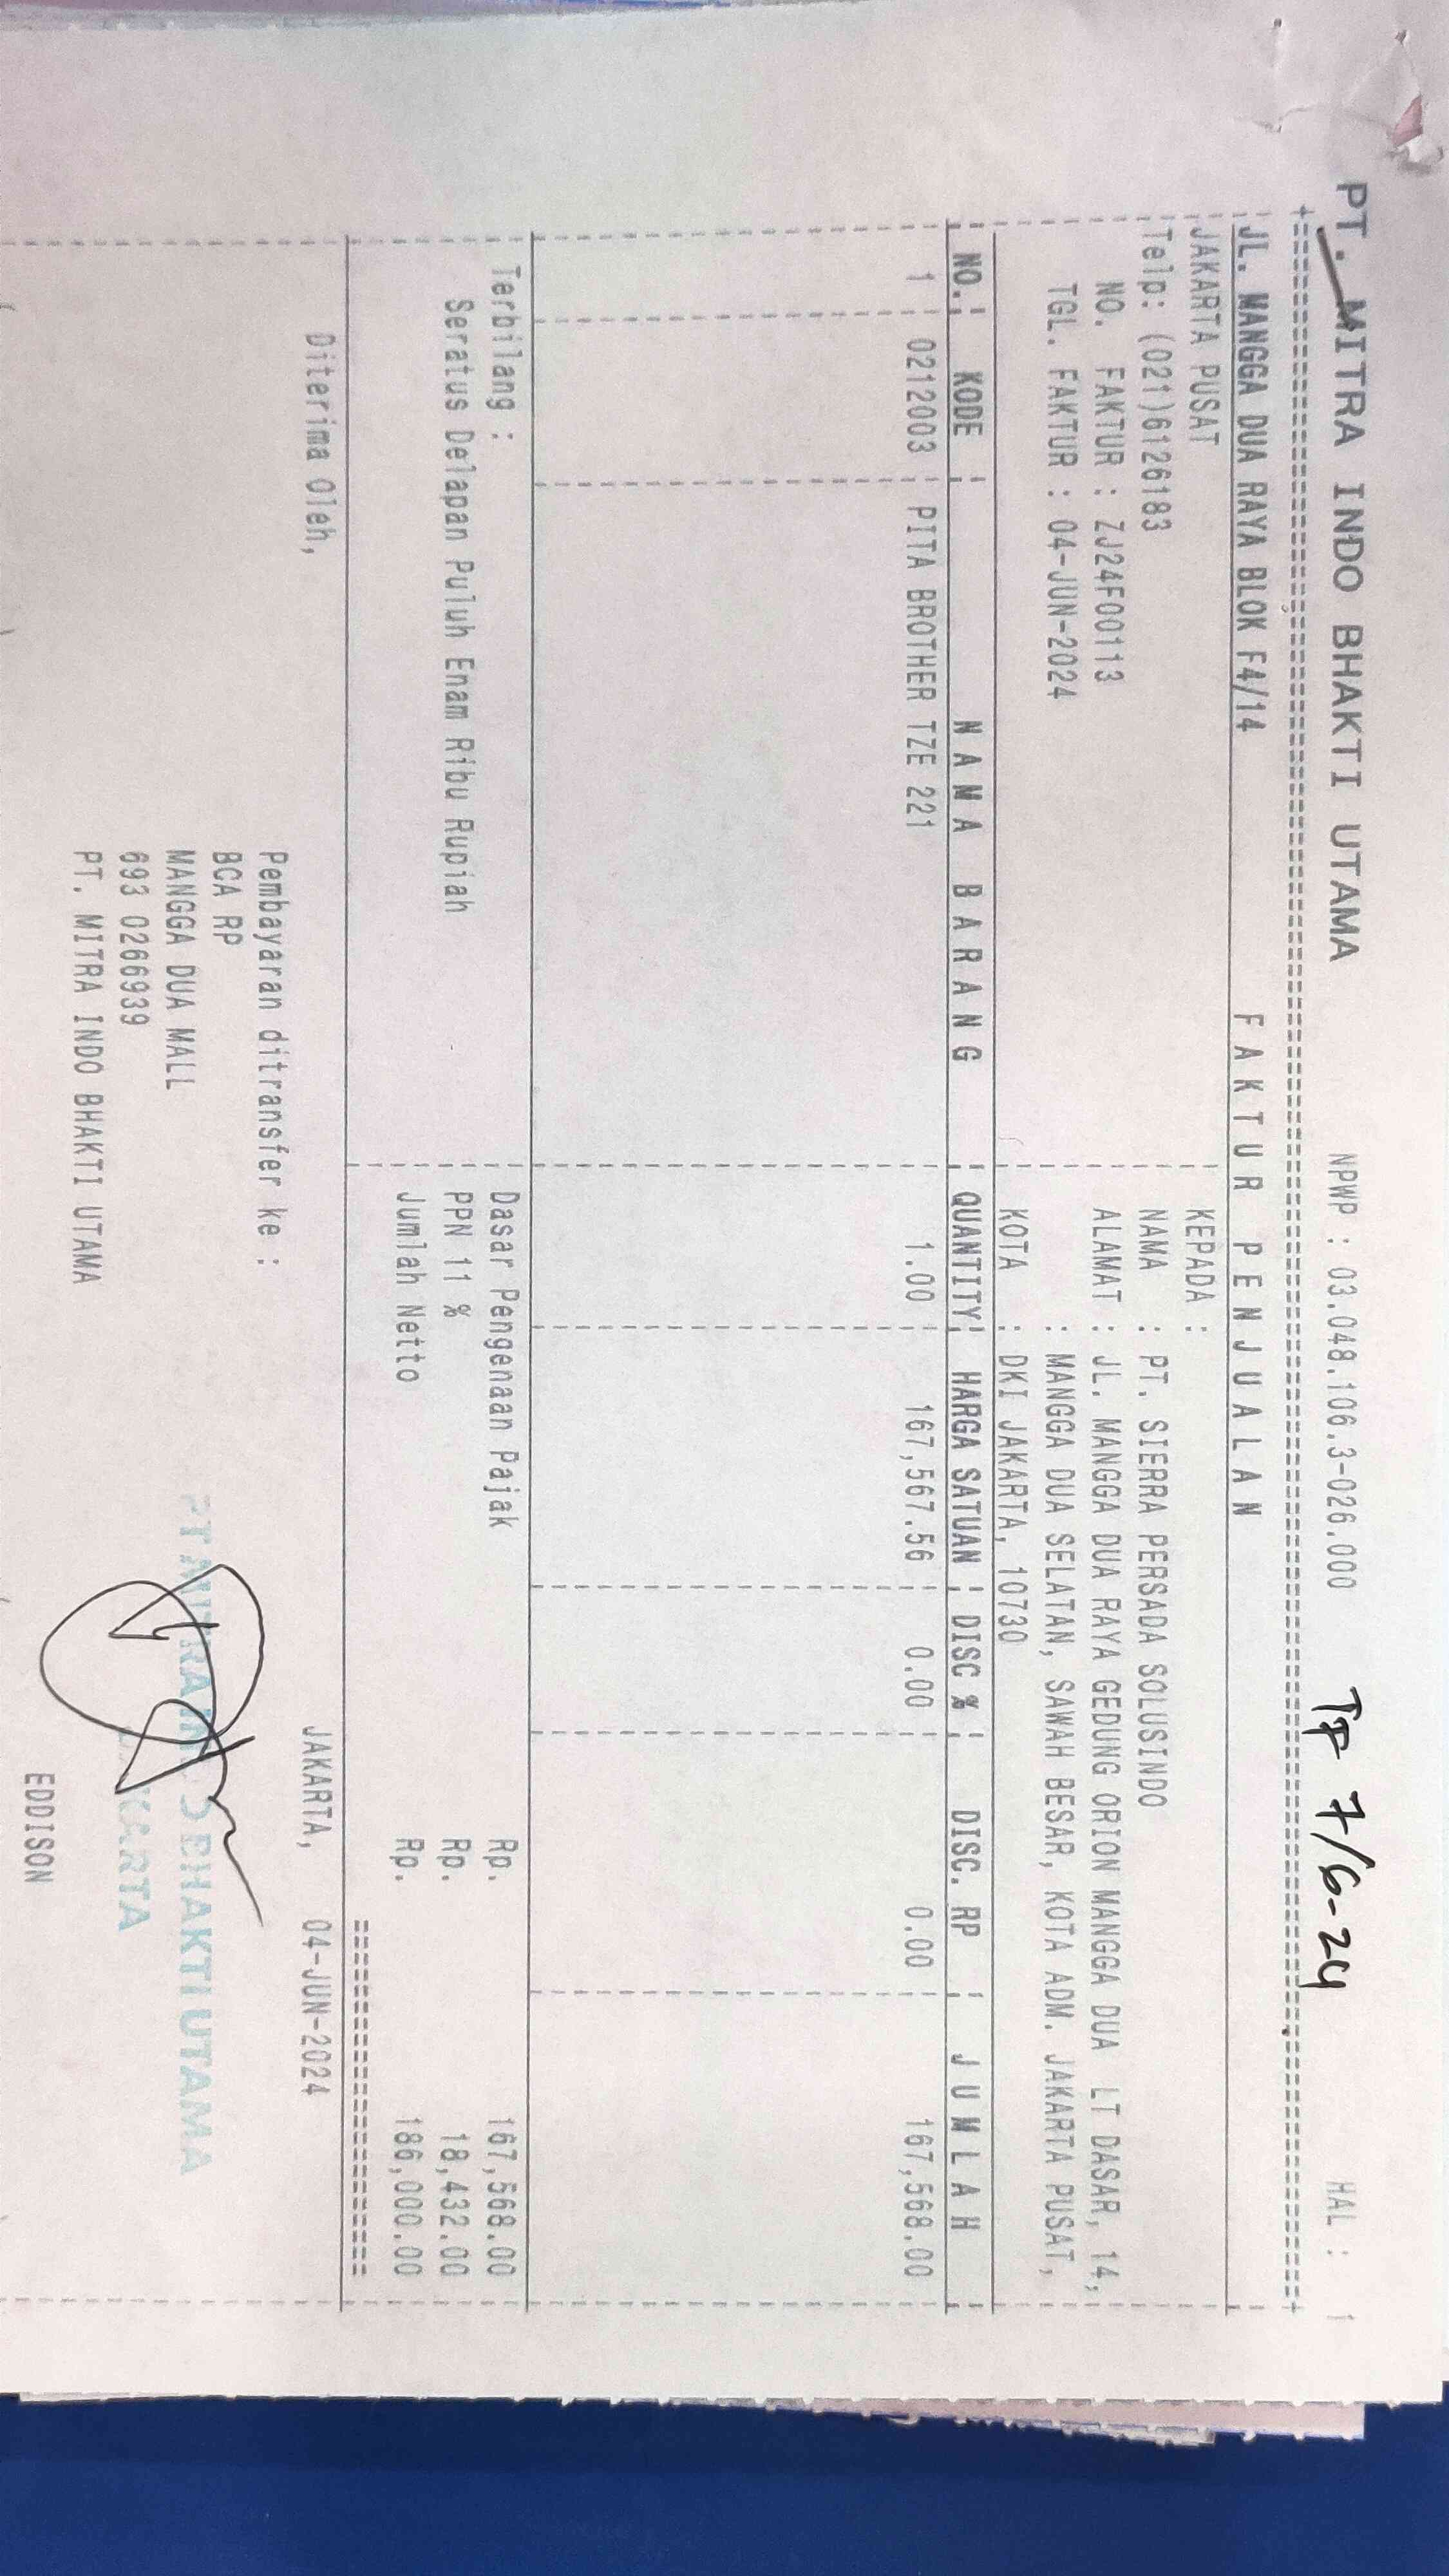 PT. MITRA INDO BHAKTI UTAMA NPWP : 03.048.106.3-026.000 TF 7/6-24 HAL : 1
JL. MANGGA DUA RAYA BLOK F4/14 F A K T U R P E N J U A L A N
JAKARTA PUSAT KEPADA :
Telp: (021)6126183 NAMA : PT. SIERRA PERSADA SOLUSINDO
NO. FAKTUR : ZJ24F00113 ALAMAT : JL. MANGGA DUA RAYA GEDUNG ORION MANGGA DUA LT DASAR, 14,
TGL. FAKTUR : 04-JUN-2024 : MANGGA DUA SELATAN, SAWAH BESAR, KOTA ADM. JAKARTA PUSAT,
KOTA : DKI JAKARTA, 10730
NO. KODE N A M A B A R A N G QUANTITY HARGA SATUAN DISC % DISC. RP J U M L A H
1 0212003 PITA BROTHER TZE 221 1.00 167,567.56 0.00 0.00 167,568.00
Terbilang : Dasar Pengenaan Pajak Rp. 167,568.00
Seratus Delapan Puluh Enam Ribu Rupiah PPN 11 % Rp. 18,432.00
Jumlah Netto Rp. 186,000.00
Diterima Oleh, JAKARTA, 04-JUN-2024
Pembayaran ditransfer ke :
BCA RP
MANGGA DUA MALL
693 0266939
PT. MITRA INDO BHAKTI UTAMA
BHAKTI UTAMA
EDDISON